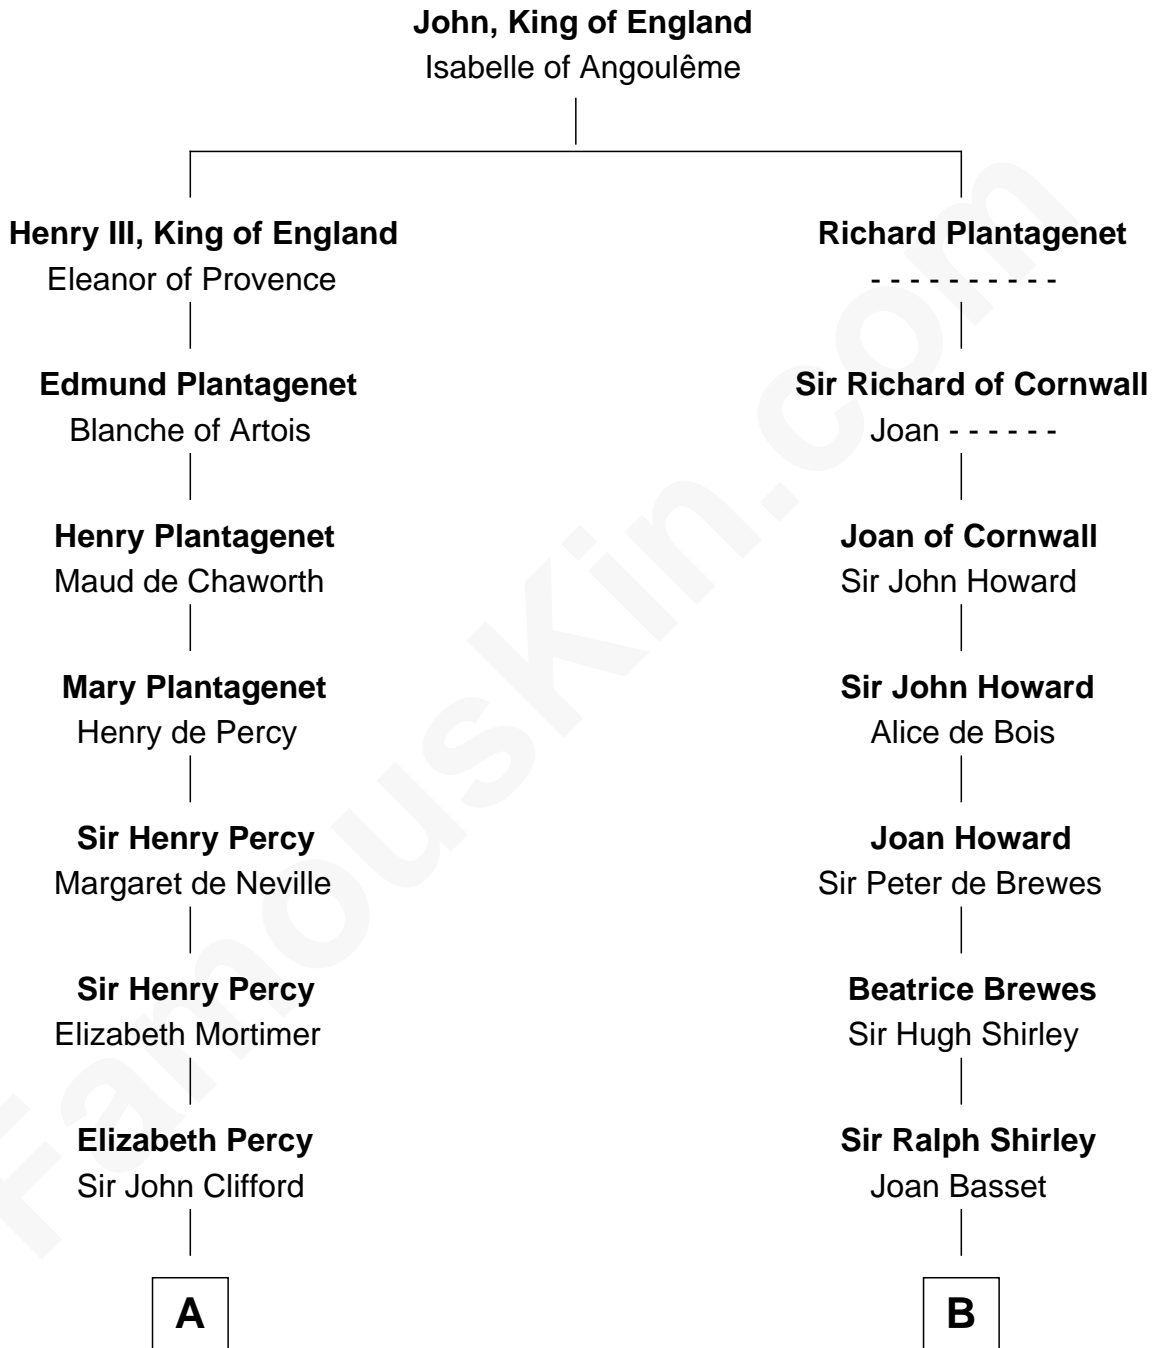 John, King of England
Isabelle of Angoulême
Henry III, King of England
Eleanor of Provence
Richard Plantagenet
- - - - - - - - - -
Edmund Plantagenet
Blanche of Artois
Sir Richard of Cornwall
Joan - - - - - -
Henry Plantagenet
Maud de Chaworth
Joan of Cornwall
Sir John Howard
Mary Plantagenet
Henry de Percy
Sir John Howard
Alice de Bois
Sir Henry Percy
Margaret de Neville
Joan Howard
Sir Peter de Brewes
Sir Henry Percy
Elizabeth Mortimer
Beatrice Brewes
Sir Hugh Shirley
Elizabeth Percy
Sir John Clifford
Sir Ralph Shirley
Joan Basset
A
B
FamousKin.com